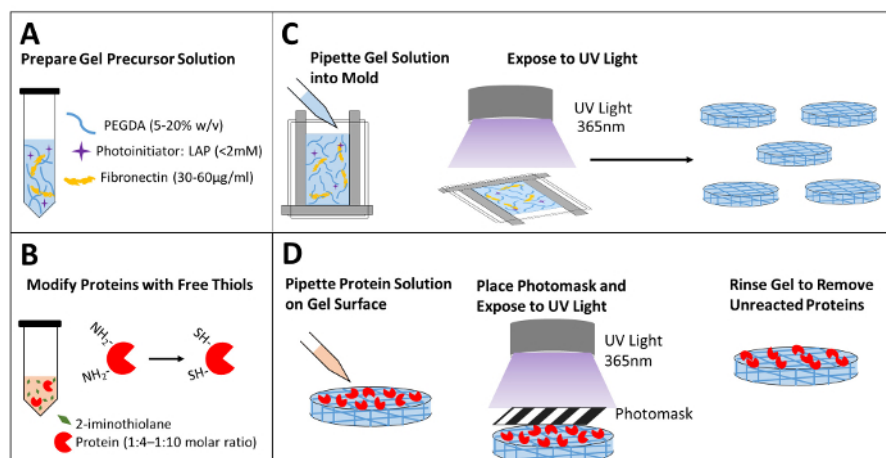 A
Prepare Gel Precursor Solution
PEGDA (5-20% w/v)
Photoinitiator: LAP (<2mM)
Fibronectin (30-60µg/ml)
B
Modify Proteins with Free Thiols
NH2-
NH2-
SH-
SH-
2-iminothiolane
Protein (1:4–1:10 molar ratio)
C
Pipette Gel Solution
into Mold
Expose to UV Light
UV Light
365nm
D
Pipette Protein Solution
on Gel Surface
Place Photomask and
Expose to UV Light
UV Light
365nm
Photomask
Rinse Gel to Remove
Unreacted Proteins